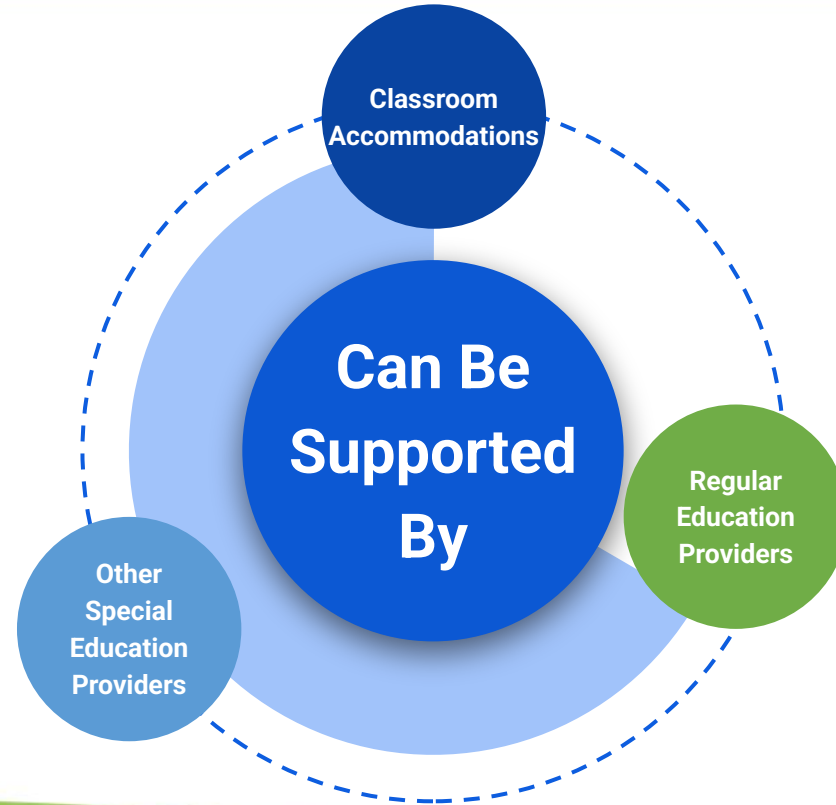 Classroom
Accommodations
Can Be
Supported
By
Regular
Education
Providers
Other
Special
Education
Providers